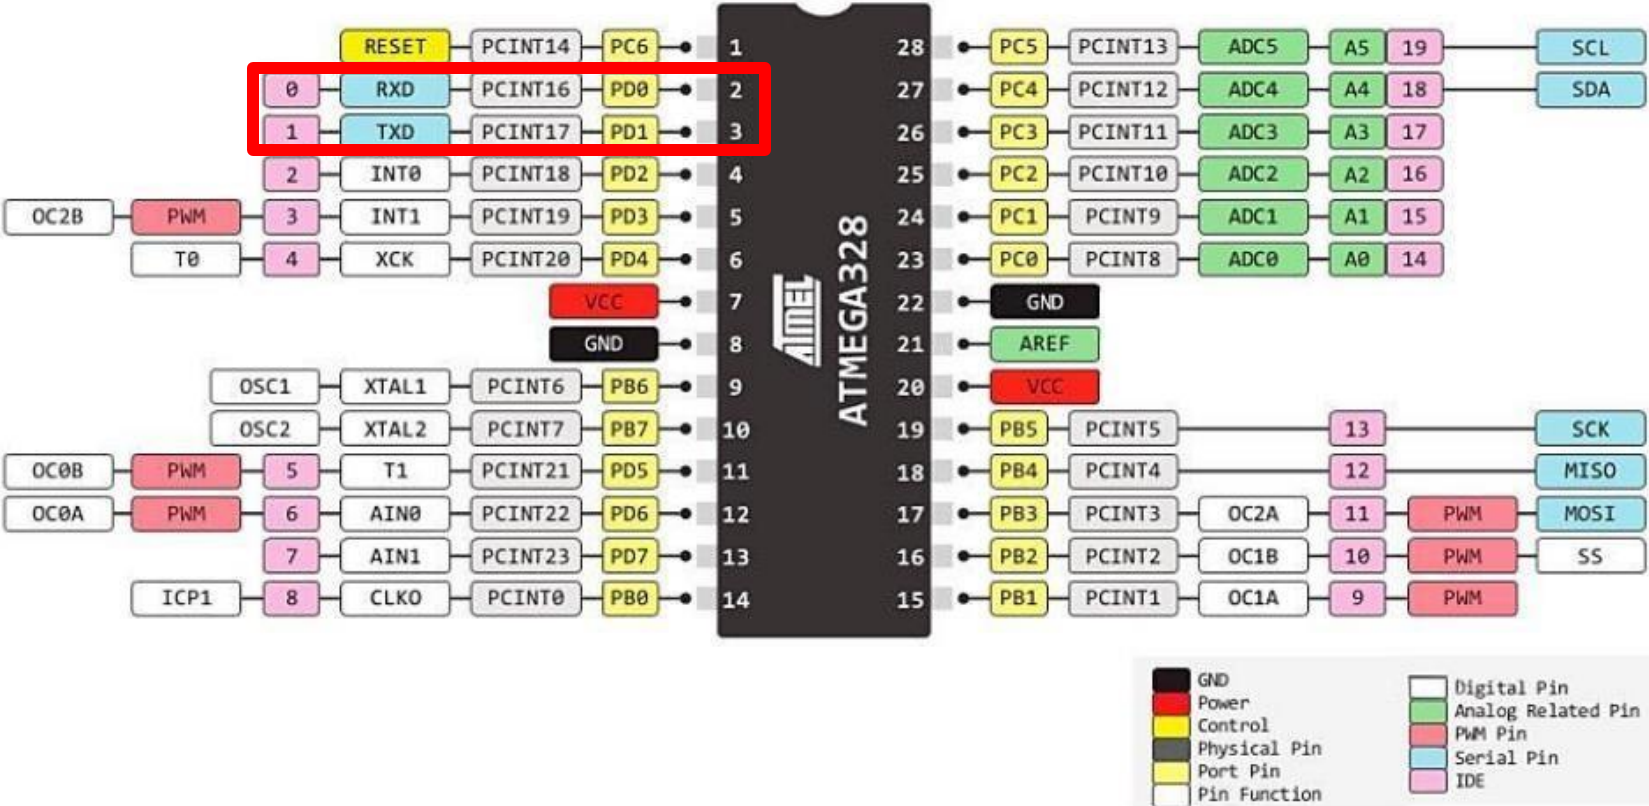 RESET PCINT14 PC6 1 28 PC5 PCINT13 ADC5 A5 19 SCL
0 RXD PCINT16 PD0 2 27 PC4 PCINT12 ADC4 A4 18 SDA
1 TXD PCINT17 PD1 3 26 PC3 PCINT11 ADC3 A3 17
2 INT0 PCINT18 PD2 4 25 PC2 PCINT10 ADC2 A2 16
OC2B PWM 3 INT1 PCINT19 PD3 5 24 PC1 PCINT9 ADC1 A1 15
T0 4 XCK PCINT20 PD4 6 23 PC0 PCINT8 ADC0 A0 14
VCC 7 22 GND
GND 8 21 AREF
ATMEL
ATMEGA328
OSC1 XTAL1 PCINT6 PB6 9 20 VCC
OSC2 XTAL2 PCINT7 PB7 10 19 PB5 PCINT5 13 SCK
OC0B PWM 5 T1 PCINT21 PD5 11 18 PB4 PCINT4 12 MISO
OC0A PWM 6 AIN0 PCINT22 PD6 12 17 PB3 PCINT3 OC2A 11 PWM MOSI
7 AIN1 PCINT23 PD7 13 16 PB2 PCINT2 OC1B 10 PWM SS
ICP1 8 CLKO PCINT0 PB0 14 15 PB1 PCINT1 OC1A 9 PWM
GND
Power
Control
Physical Pin
Port Pin
Pin Function
Digital Pin
Analog Related Pin
PWM Pin
Serial Pin
IDE